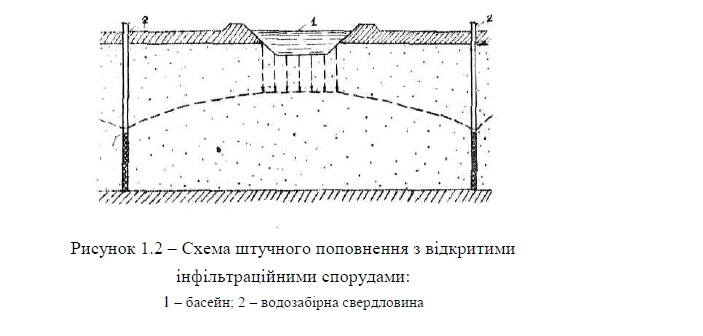 2 1 2
Рисунок 1.2 – Схема штучного поповнення з відкритими
інфільтраційними спорудами:
1 – басейн; 2 – водозабірна свердловина